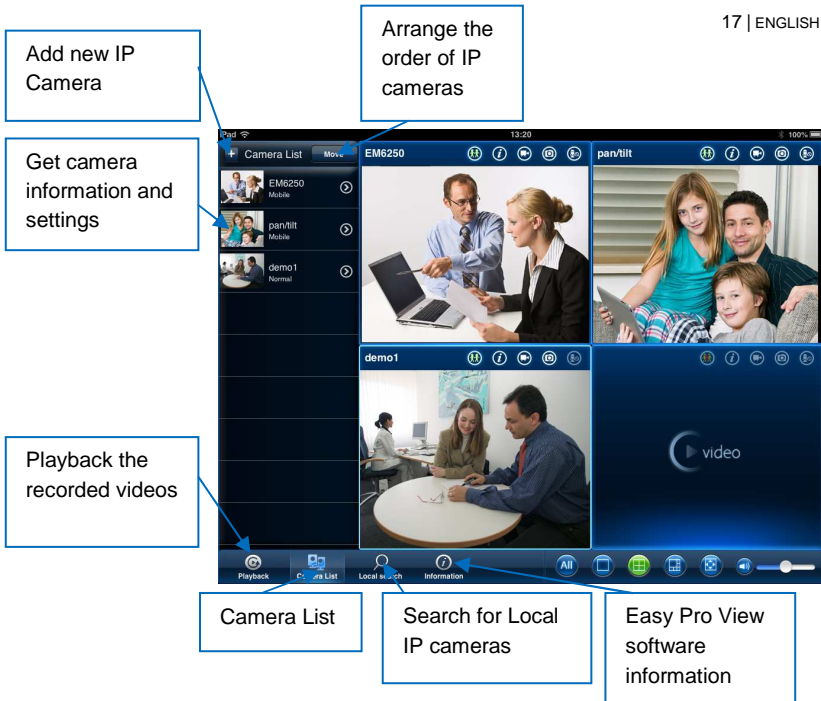 17 | ENGLISH
Add new IP
Camera
Arrange the
order of IP
cameras
Get camera
information and
settings
iPad
13:20
100%
+ Camera List Move
EM6250
Mobile
pan/tilt
Mobile
demo1
Normal
EM6250
pan/tilt
demo1
video
Playback the
recorded videos
Playback
Camera List
Local search
Information
All
Camera List
Search for Local
IP cameras
Easy Pro View
software
information